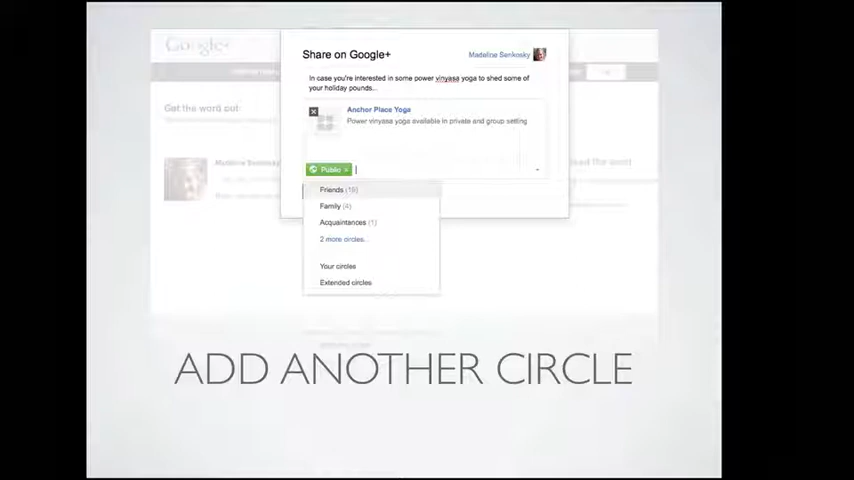 Google+
Share on Google+
Madeline Senkosky
In case you're interested in some power vinyasa yoga to shed some of
your holiday pounds...
Get the word out
Anchor Place Yoga
Power vinyasa yoga available in private and group setting
Madeline Senkosky
Public
Friends (19)
Family (4)
Acquaintances (1)
2 more circles...
Your circles
Extended circles
ADD ANOTHER CIRCLE